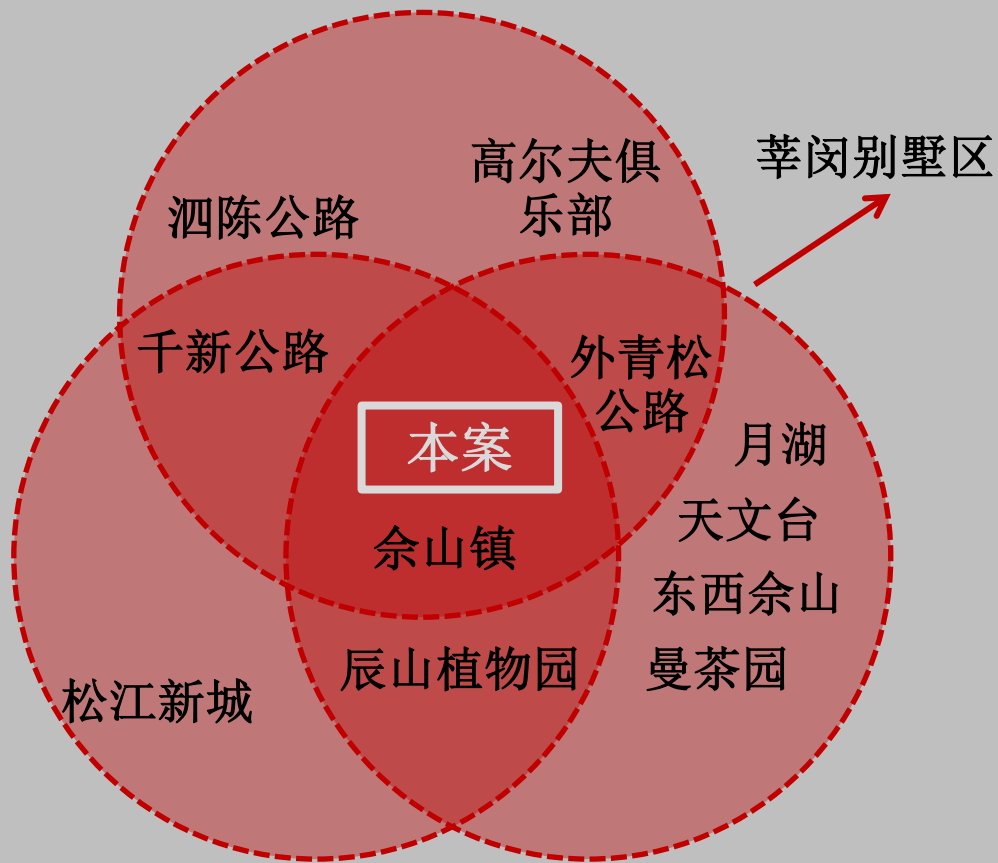 高尔夫俱
乐部
莘闵别墅区
泗陈公路
千新公路
外青松
公路
本案
月湖
天文台
佘山镇
东西佘山
辰山植物园
曼茶园
松江新城